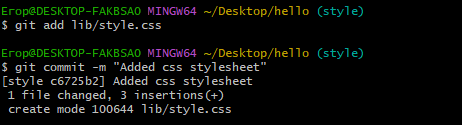 Егор@DESKTOP-FAKBSAO MINGW64 ~/Desktop/hello (style)
$ git add lib/style.css
Егор@DESKTOP-FAKBSAO MINGW64 ~/Desktop/hello (style)
$ git commit -m "Added css stylesheet"
[style c6725b2] Added css stylesheet
 1 file changed, 3 insertions(+)
 create mode 100644 lib/style.css